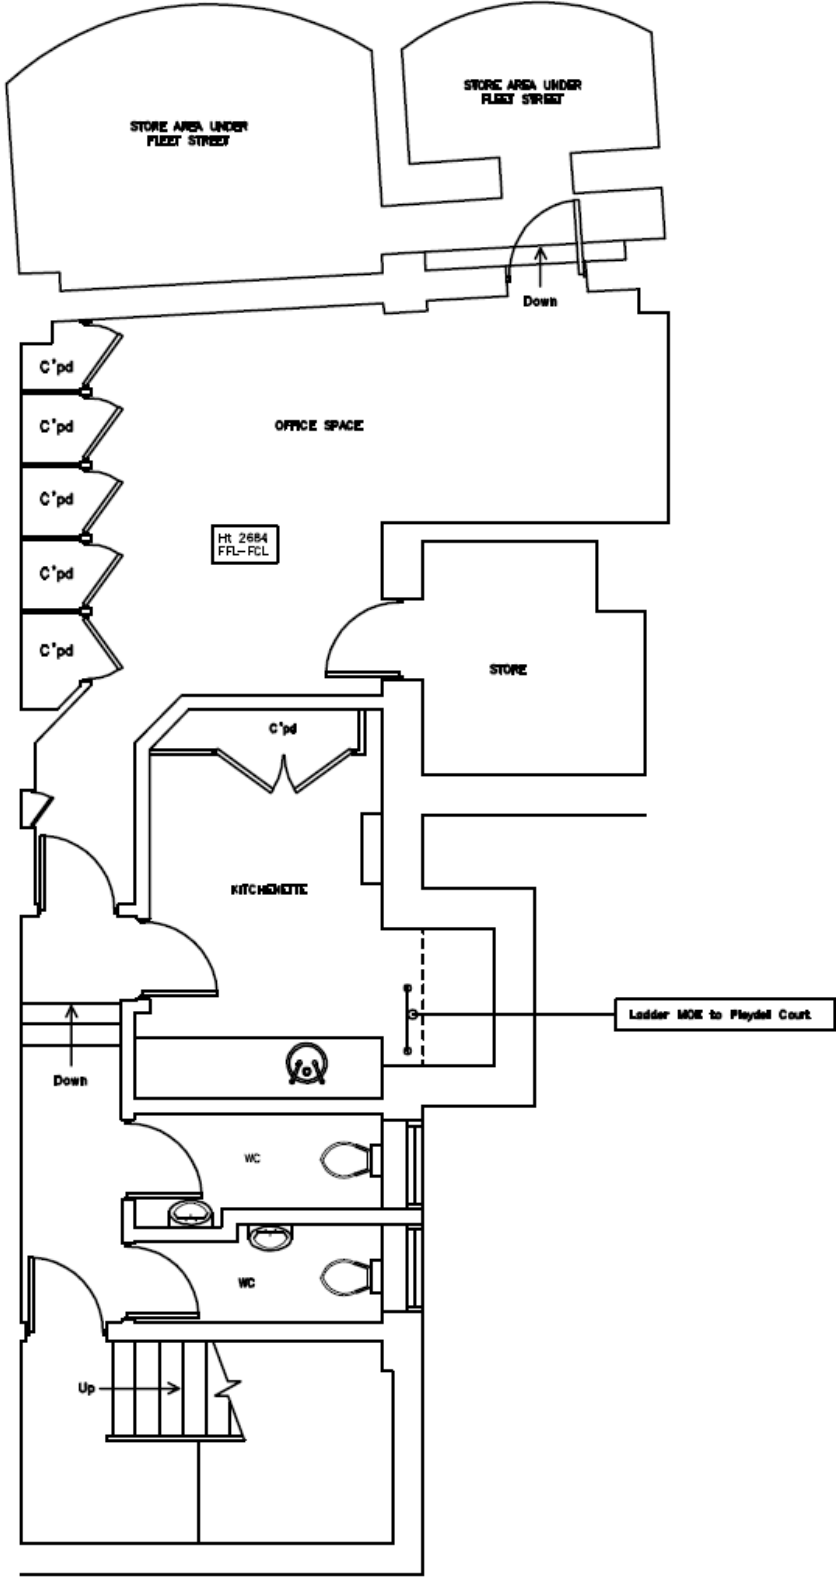 STORE AREA UNDER
FLEET STREET
STORE AREA UNDER
FLEET STREET
Down
C'pd
C'pd
OFFICE SPACE
C'pd
Ht 2684
FFL-FCL
C'pd
C'pd
STORE
C'pd
KITCHENETTE
Ladder MOE to Pleydell Court
Down
WC
WC
Up